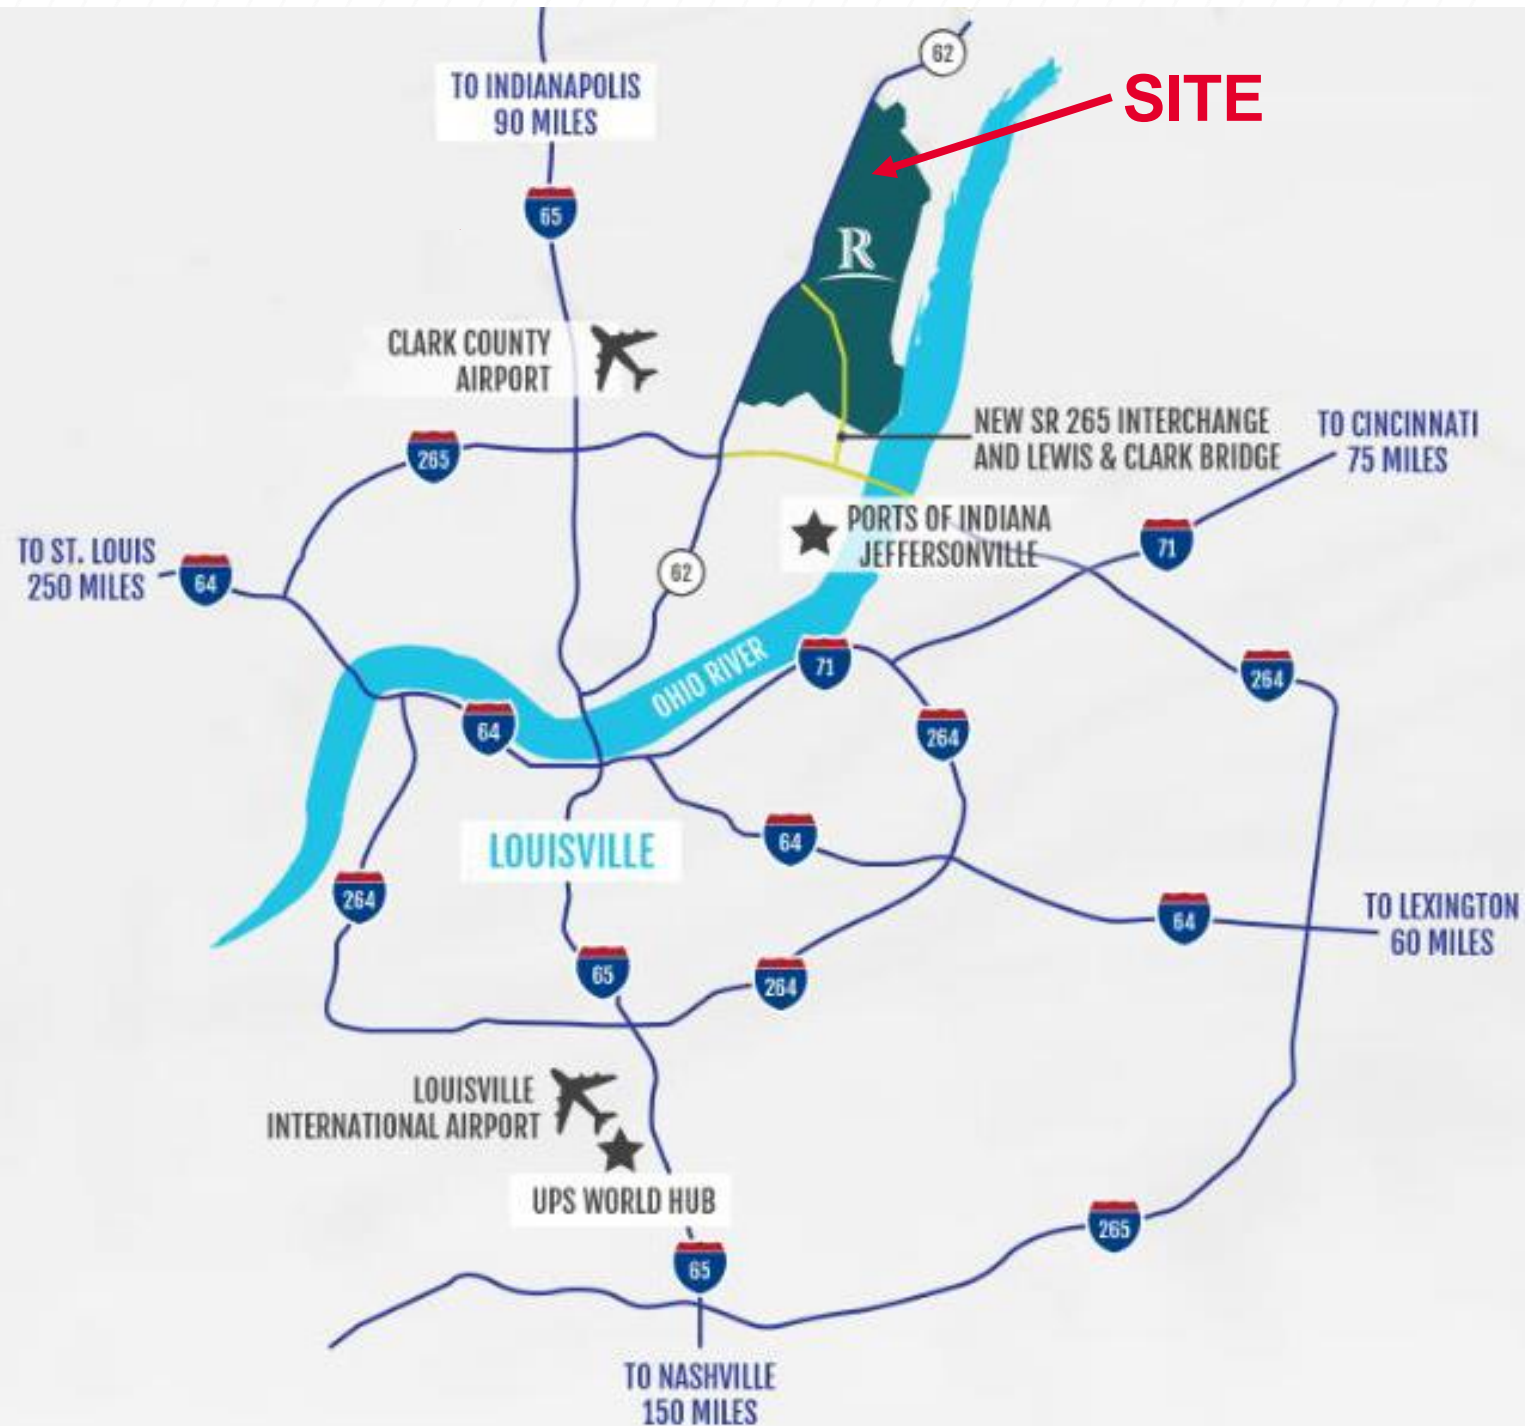 62
SITE
TO INDIANAPOLIS
90 MILES
65
R
CLARK COUNTY
AIRPORT
NEW SR 265 INTERCHANGE
AND LEWIS & CLARK BRIDGE
TO CINCINNATI
75 MILES
265
PORTS OF INDIANA
JEFFERSONVILLE
71
TO ST. LOUIS
250 MILES
64
62
OHIO RIVER
71
264
64
264
LOUISVILLE
64
264
64
TO LEXINGTON
60 MILES
65
264
LOUISVILLE
INTERNATIONAL AIRPORT
UPS WORLD HUB
265
65
TO NASHVILLE
150 MILES